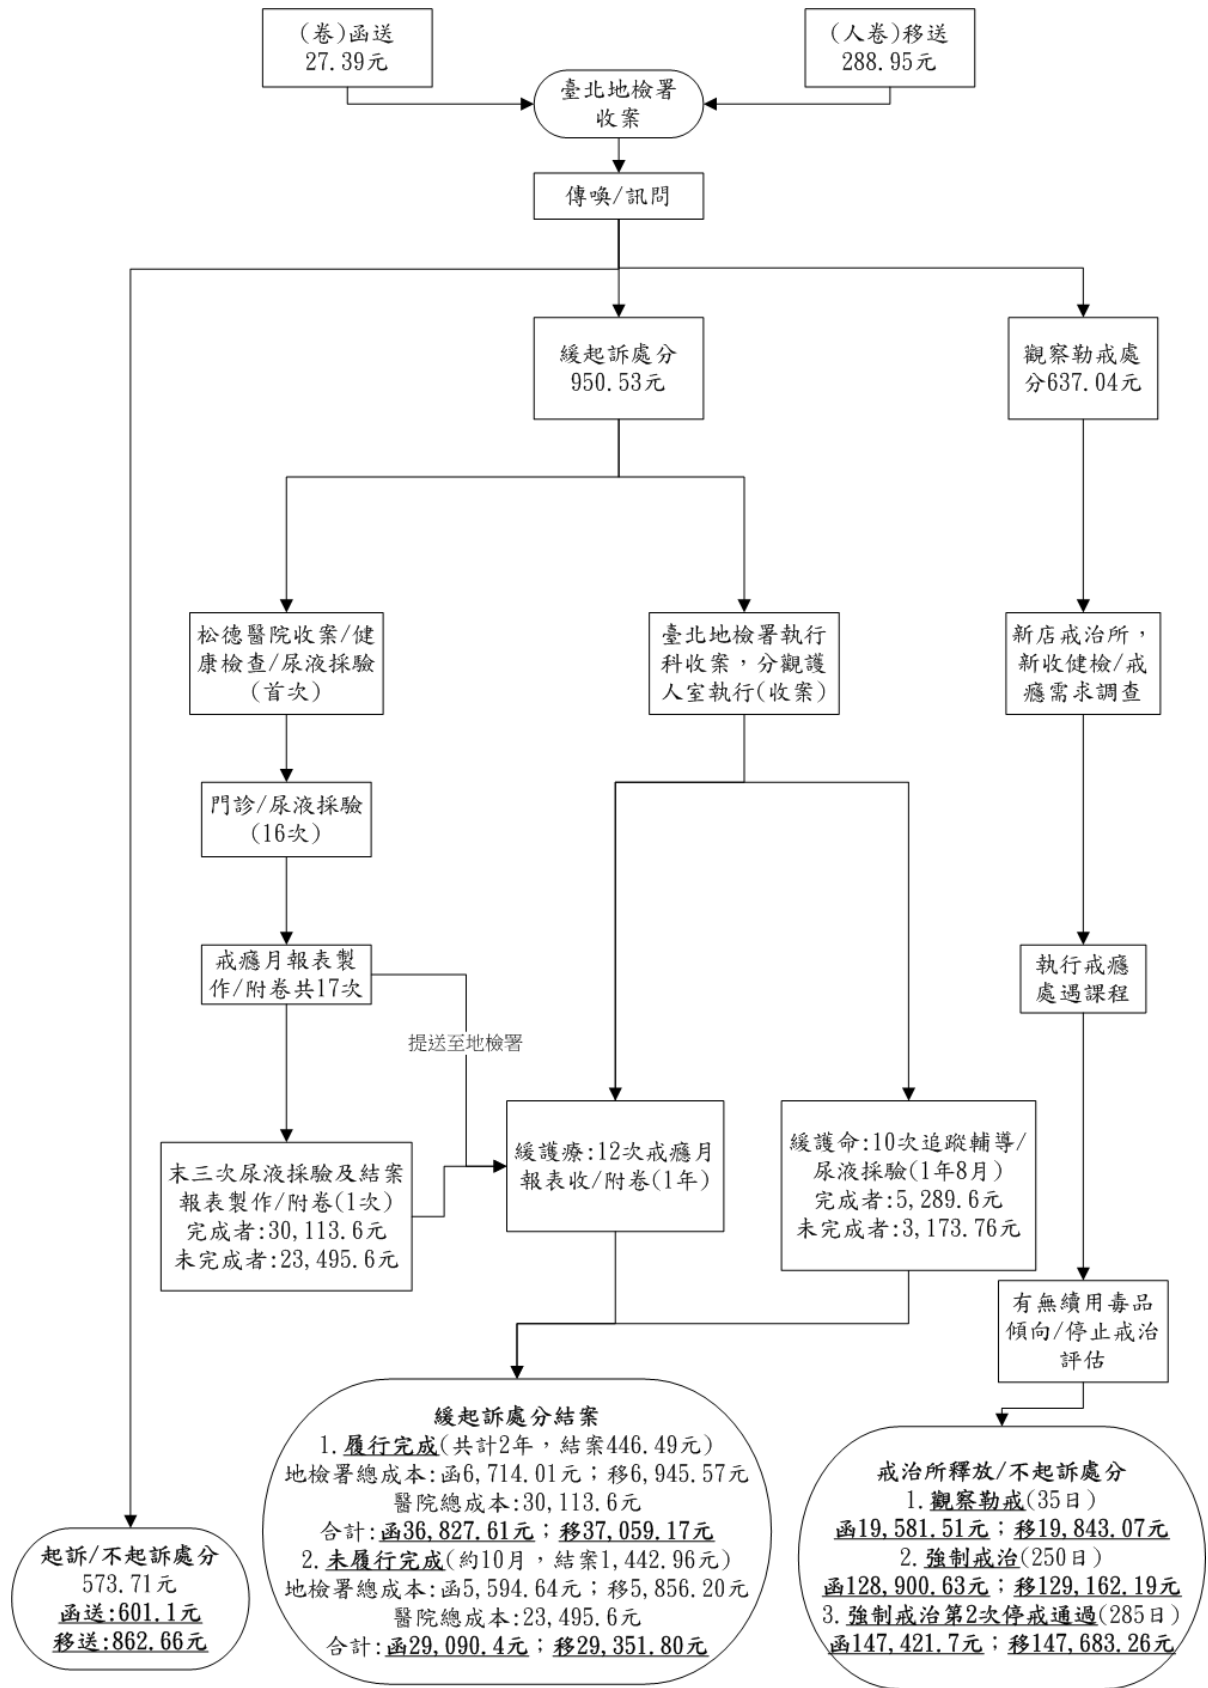 (卷)函送
27.39元
(人卷)移送
288.95元
臺北地檢署
收案
傳喚/訊問
緩起訴處分
950.53元
觀察勒戒處
分637.04元
松德醫院收案/健
康檢查/尿液採驗
(首次)
臺北地檢署執行
科收案，分觀護
人室執行(收案)
新店戒治所，
新收健檢/戒
癮需求調查
門診/尿液採驗
(16次)
戒癮月報表製
作/附卷共17次
執行戒癮
處遇課程
提送至地檢署
末三次尿液採驗及結案
報表製作/附卷(1次)
完成者:30,113.6元
未完成者:23,495.6元
緩護療:12次戒癮月
報表收/附卷(1年)
緩護命:10次追蹤輔導/
尿液採驗(1年8月)
完成者:5,289.6元
未完成者:3,173.76元
有無續用毒品
傾向/停止戒治
評估
緩起訴處分結案
1.履行完成(共計2年，結案446.49元)
地檢署總成本:函6,714.01元；移6,945.57元
醫院總成本:30,113.6元
合計:函36,827.61元；移37,059.17元
2.未履行完成(約10月，結案1,442.96元)
地檢署總成本:函5,594.64元；移5,856.20元
醫院總成本:23,495.6元
合計:函29,090.4元；移29,351.80元
戒治所釋放/不起訴處分
1.觀察勒戒(35日)
函19,581.51元；移19,843.07元
2.強制戒治(250日)
函128,900.63元；移129,162.19元
3.強制戒治第2次停戒通過(285日)
函147,421.7元；移147,683.26元
起訴/不起訴處分
573.71元
函送:601.1元
移送:862.66元